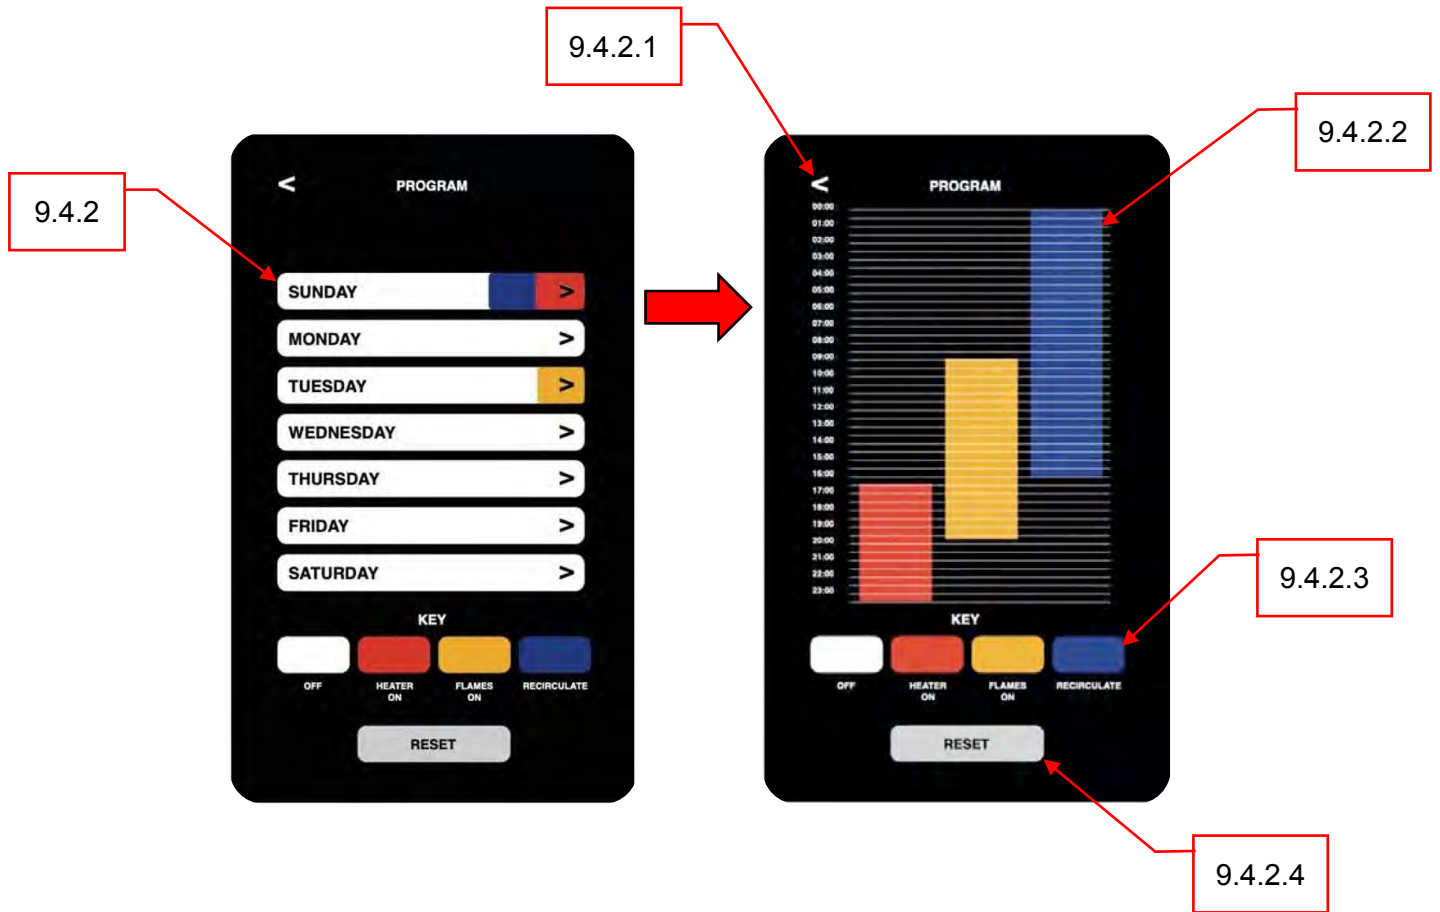 9.4.2.1
9.4.2.2
9.4.2
< PROGRAM
SUNDAY >
MONDAY >
TUESDAY >
WEDNESDAY >
THURSDAY >
FRIDAY >
SATURDAY >
KEY
OFF HEATER ON FLAMES ON RECIRCULATE
RESET
< PROGRAM
00:00
01:00
02:00
03:00
04:00
05:00
06:00
07:00
08:00
09:00
10:00
11:00
12:00
13:00
14:00
15:00
16:00
17:00
18:00
19:00
20:00
21:00
22:00
23:00
KEY
OFF HEATER ON FLAMES ON RECIRCULATE
RESET
9.4.2.3
9.4.2.4